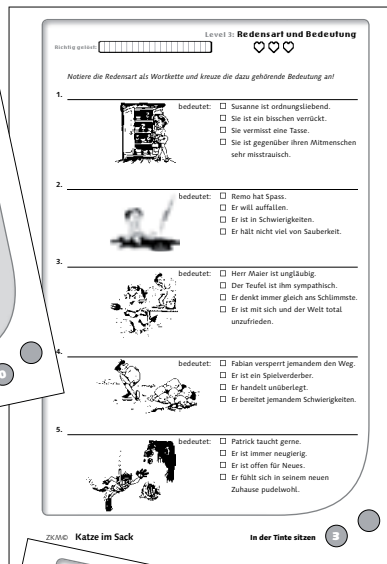 Level 3: Redensart und Bedeutung
Richtig gelöst:
Notiere die Redensart als Wortkette und kreuze die dazu gehörende Bedeutung an!
1.
bedeutet: Susanne ist ordnungsliebend.
Sie ist ein bisschen verrückt.
Sie vermisst eine Tasse.
Sie ist gegenüber ihren Mitmenschen
sehr misstrauisch.
2.
bedeutet: Remo hat Spass.
Er will auffallen.
Er ist in Schwierigkeiten.
Er hält nicht viel von Sauberkeit.
3.
bedeutet: Herr Maier ist ungläubig.
Der Teufel ist ihm sympathisch.
Er denkt immer gleich ans Schlimmste.
Er ist mit sich und der Welt total
unzufrieden.
4.
bedeutet: Fabian versperrt jemandem den Weg.
Er ist ein Spielverderber.
Er handelt unüberlegt.
Er bereitet jemandem Schwierigkeiten.
5.
bedeutet: Patrick taucht gerne.
Er ist immer neugierig.
Er ist offen für Neues.
Er fühlt sich in seinem neuen
Zuhause pudelwohl.
ZKM© Katze im Sack
In der Tinte sitzen 3